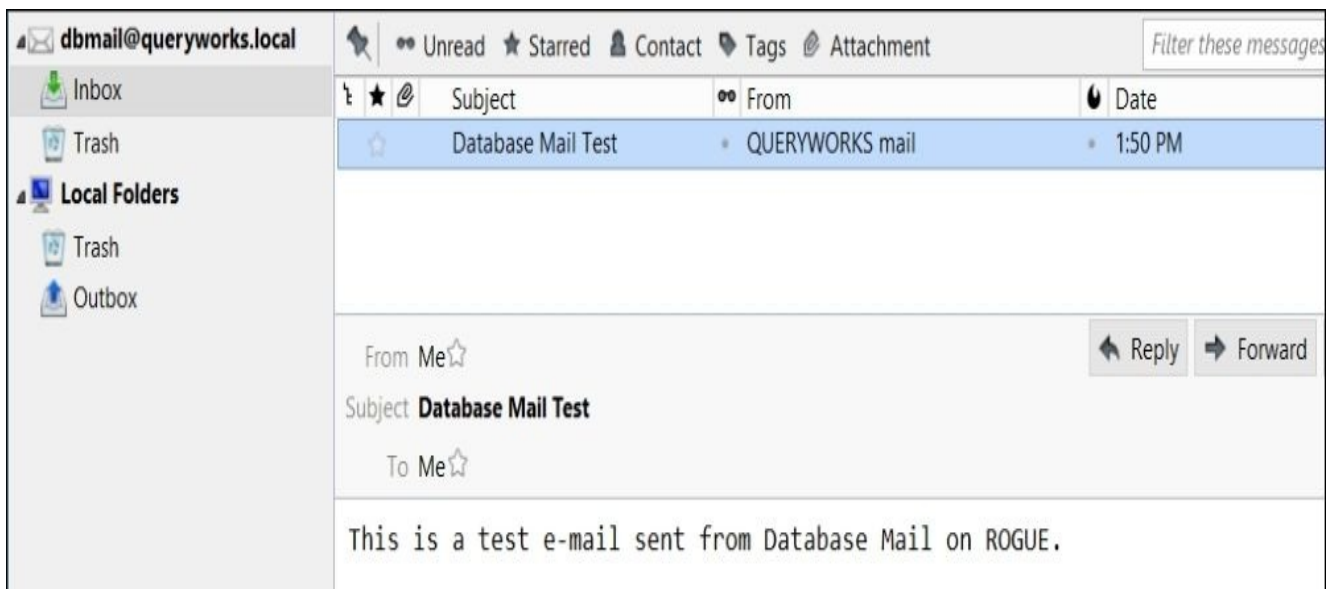 dbmail@queryworks.local
Inbox
Trash
Local Folders
Trash
Outbox
Unread Starred Contact Tags Attachment Filter these messages
Subject From Date
Database Mail Test QUERYWORKS mail 1:50 PM
From Me
Reply Forward
Subject Database Mail Test
To Me
This is a test e-mail sent from Database Mail on ROGUE.